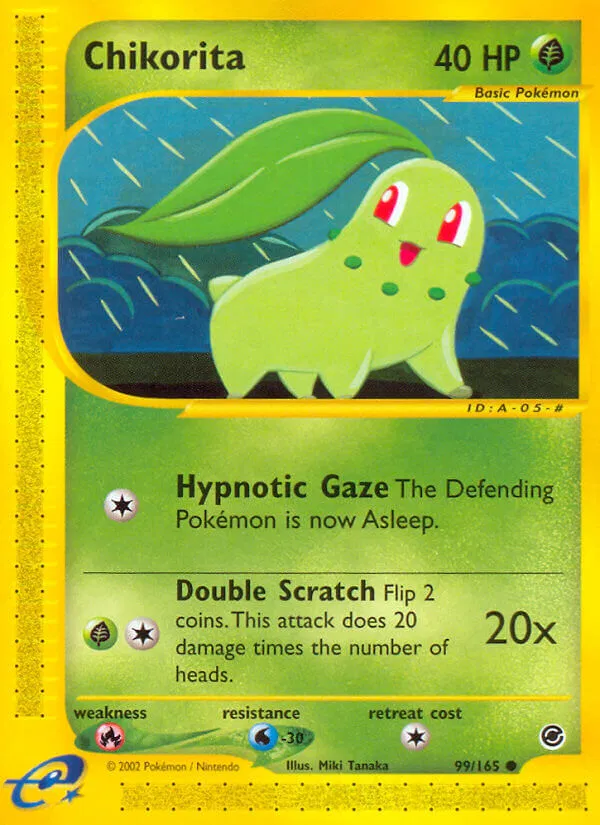 Chikorita 40 HP
Basic Pokémon
ID:A-05-#
Hypnotic Gaze The Defending
Pokémon is now Asleep.
Double Scratch Flip 2
coins. This attack does 20
damage times the number of
heads.
20x
weakness resistance retreat cost
-30
© 2002 Pokémon / Nintendo Illus. Miki Tanaka 99/165
e